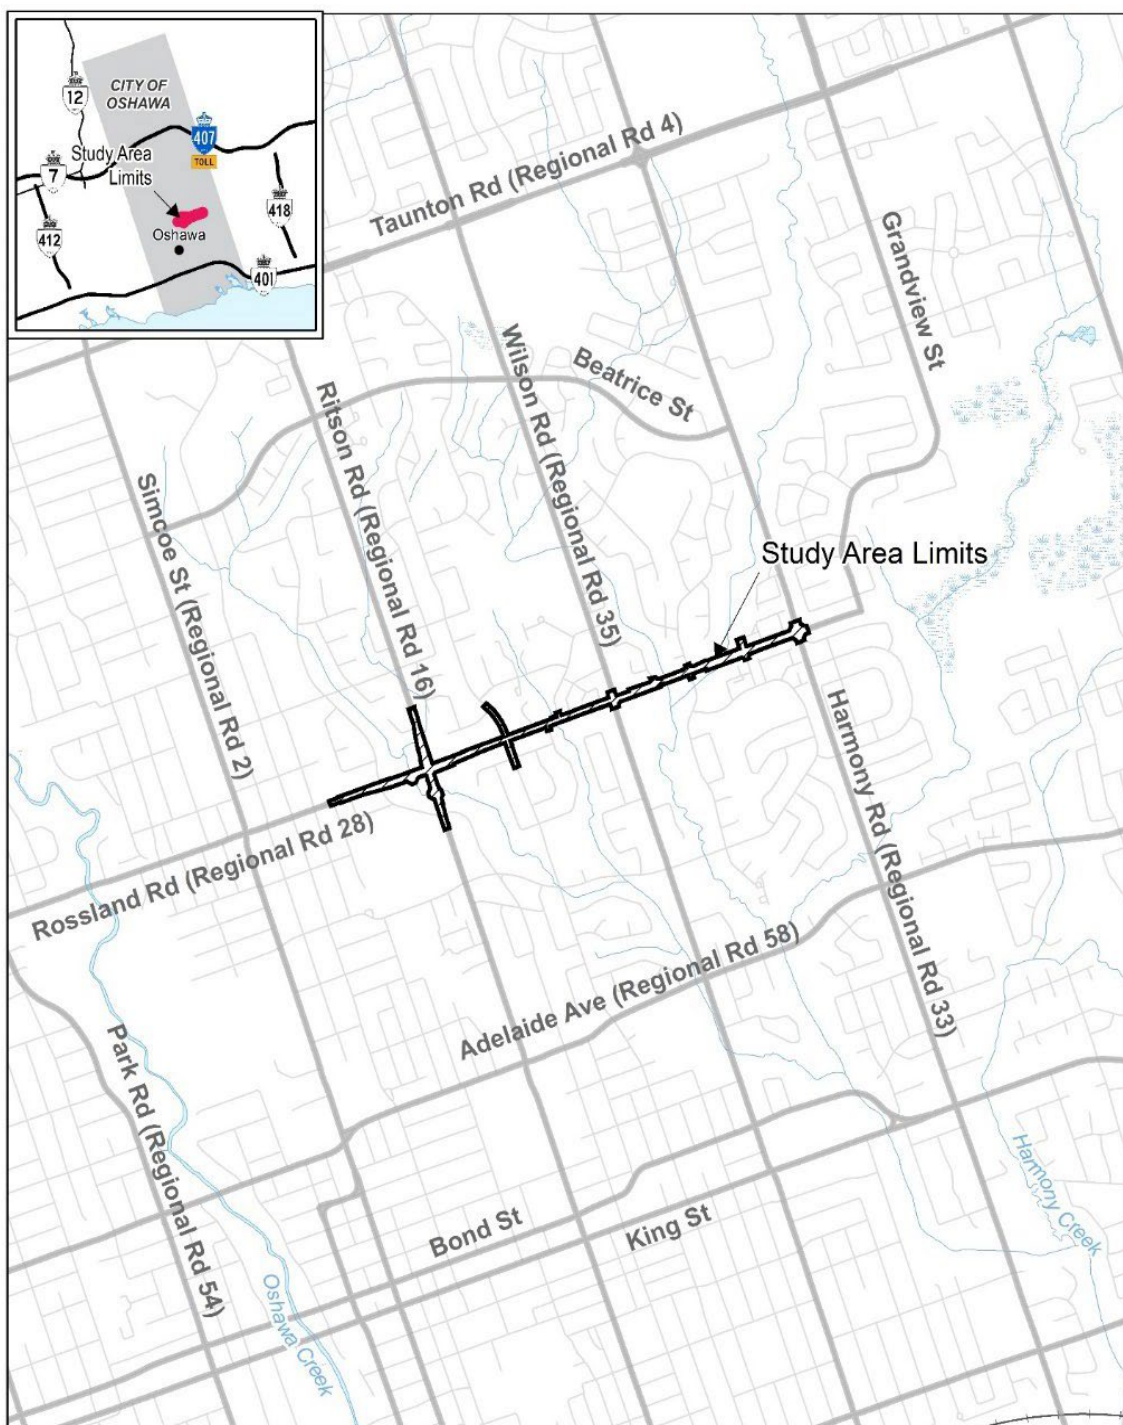 CITY OF
OSHAWA
12
407
TOLL
Study Area
Limits
7
418
412
Oshawa
401
Taunton Rd (Regional Rd 4)
Grandview St
Wilson Rd (Regional Rd 35)
Beatrice St
Ritson Rd (Regional Rd 16)
Simcoe St (Regional Rd 2)
Study Area Limits
Harmony Rd (Regional Rd 33)
Rossland Rd (Regional Rd 28)
Adelaide Ave (Regional Rd 58)
Park Rd (Regional Rd 54)
Harmony Creek
Bond St
King St
Oshawa Creek